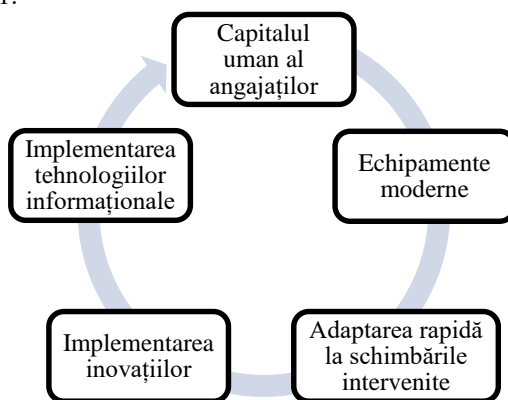 Capitalul
uman al
angajaților
Echipamente
moderne
Adaptarea rapidă
la schimbările
intervenite
Implementarea
inovațiilor
Implementarea
tehnologiilor
informaționale